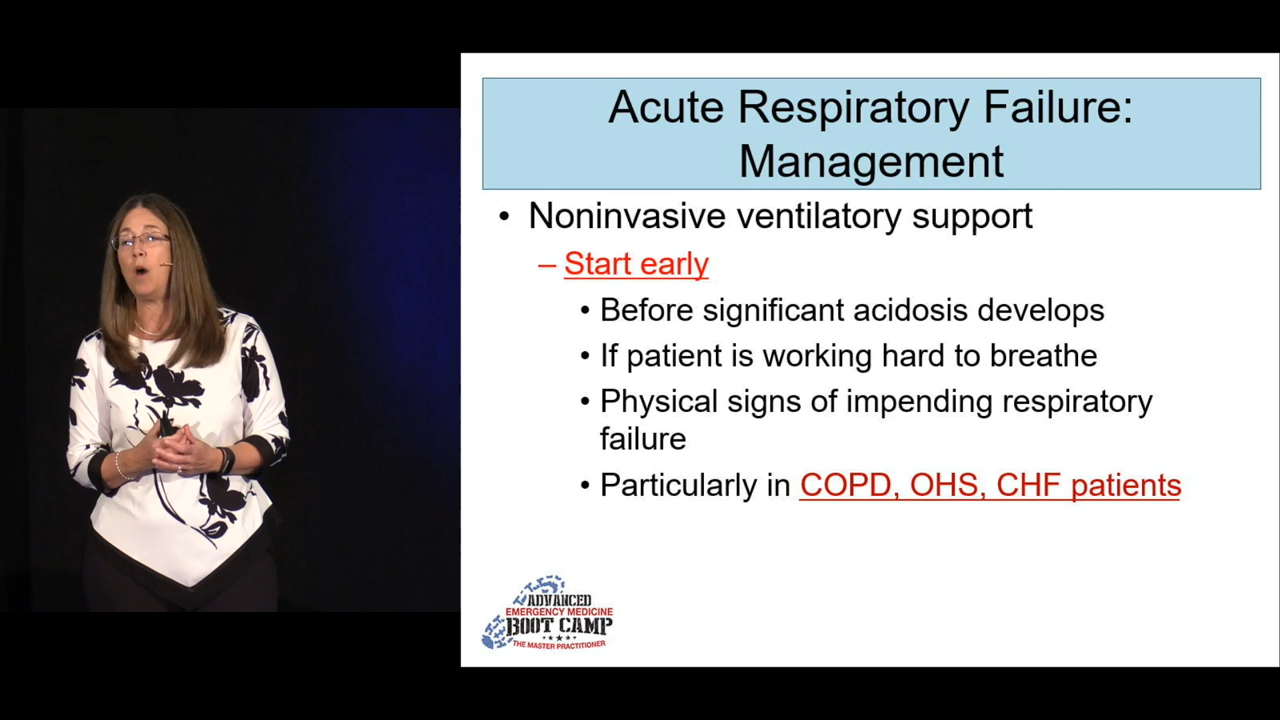 Acute Respiratory Failure:
Management
• Noninvasive ventilatory support
– Start early
• Before significant acidosis develops
• If patient is working hard to breathe
• Physical signs of impending respiratory
failure
• Particularly in COPD, OHS, CHF patients
ADVANCED
EMERGENCY MEDICINE
BOOT CAMP
THE MASTER PRACTITIONER